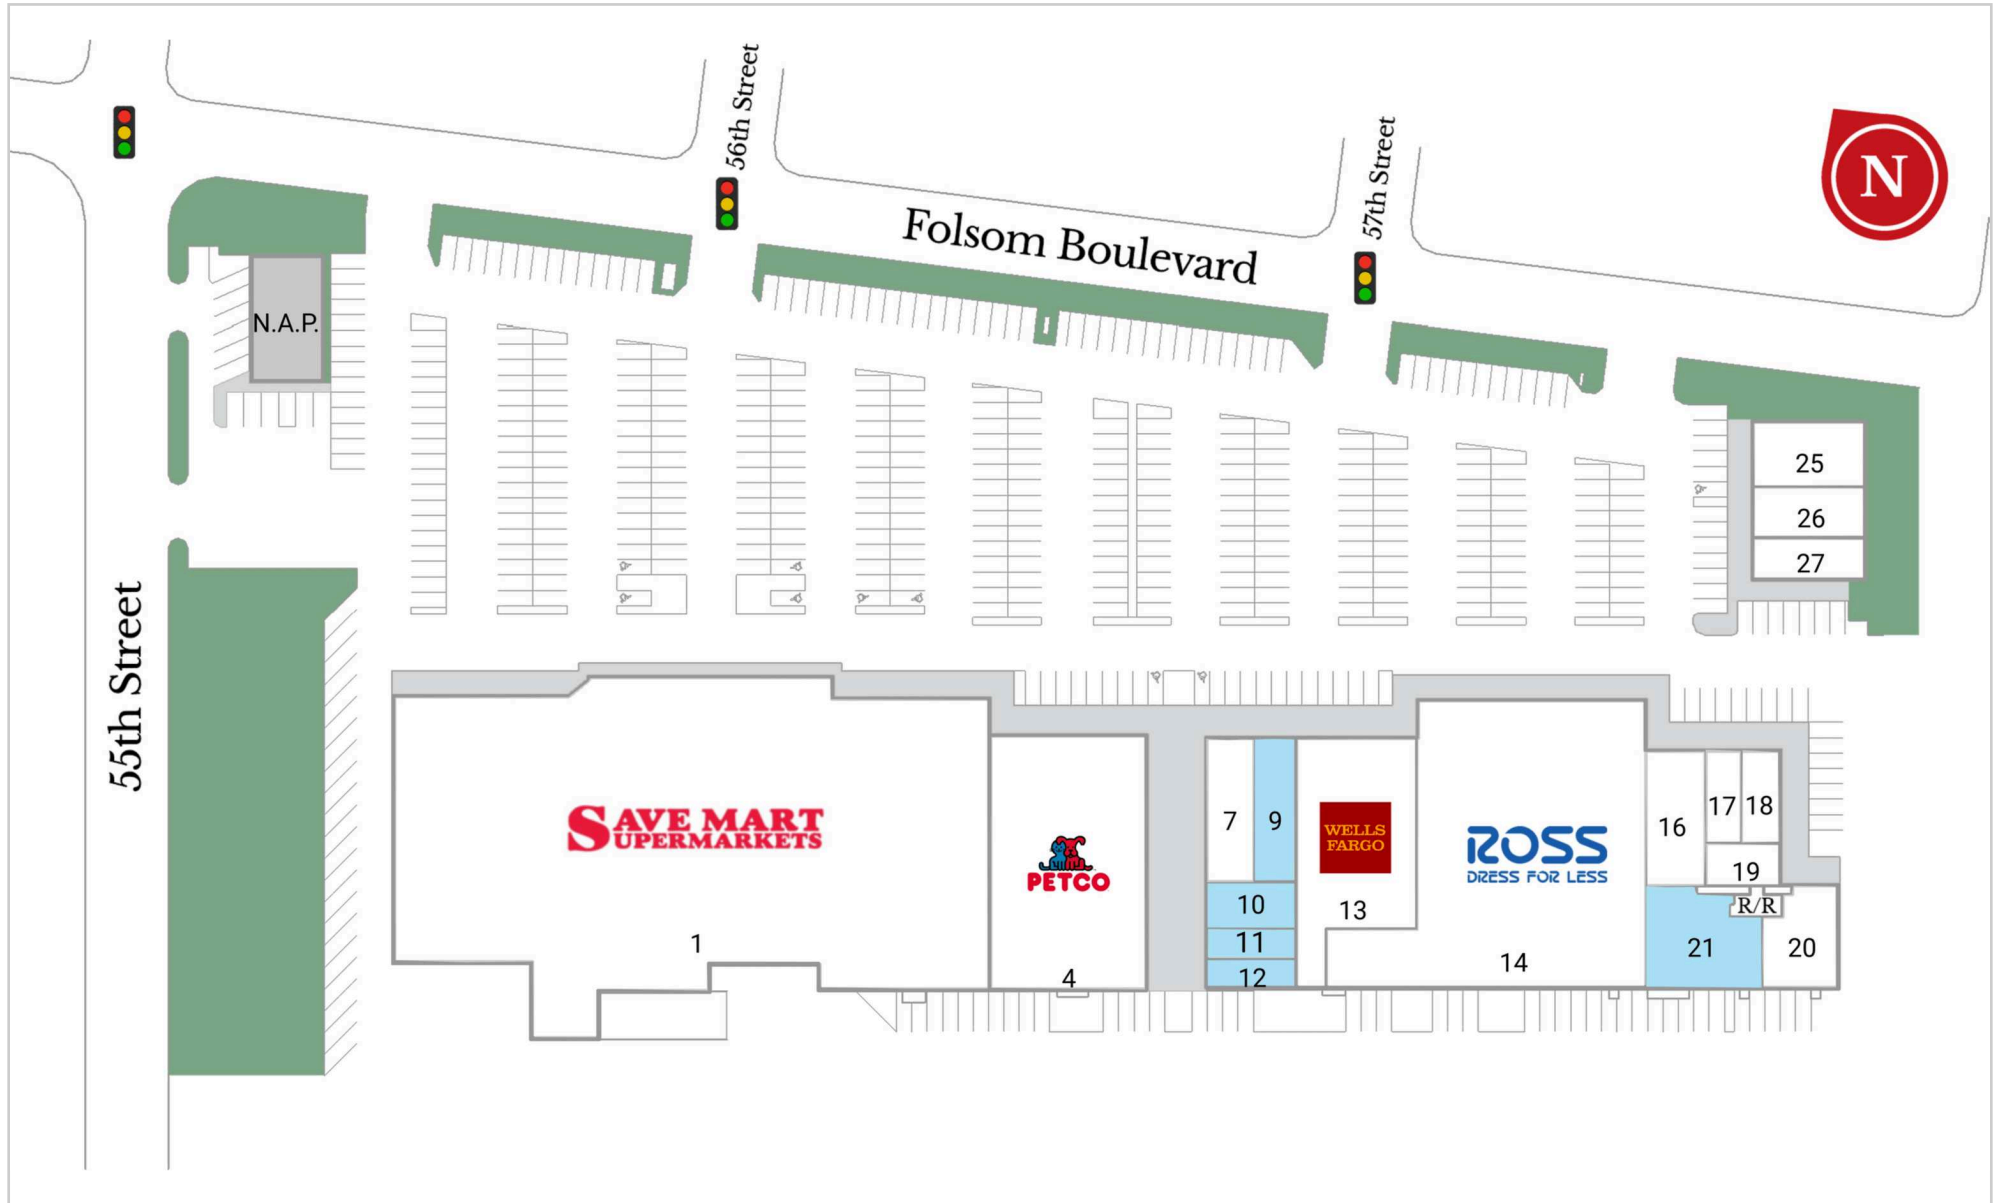 56th Street
57th Street
N
Folsom Boulevard
N.A.P.
25
26
27
55th Street
SAVE MART
SUPERMARKETS
1
PETCO
4
7
9
10
11
12
WELLS
FARGO
13
ROSS
DRESS FOR LESS
14
16
17
18
19
R/R
20
21